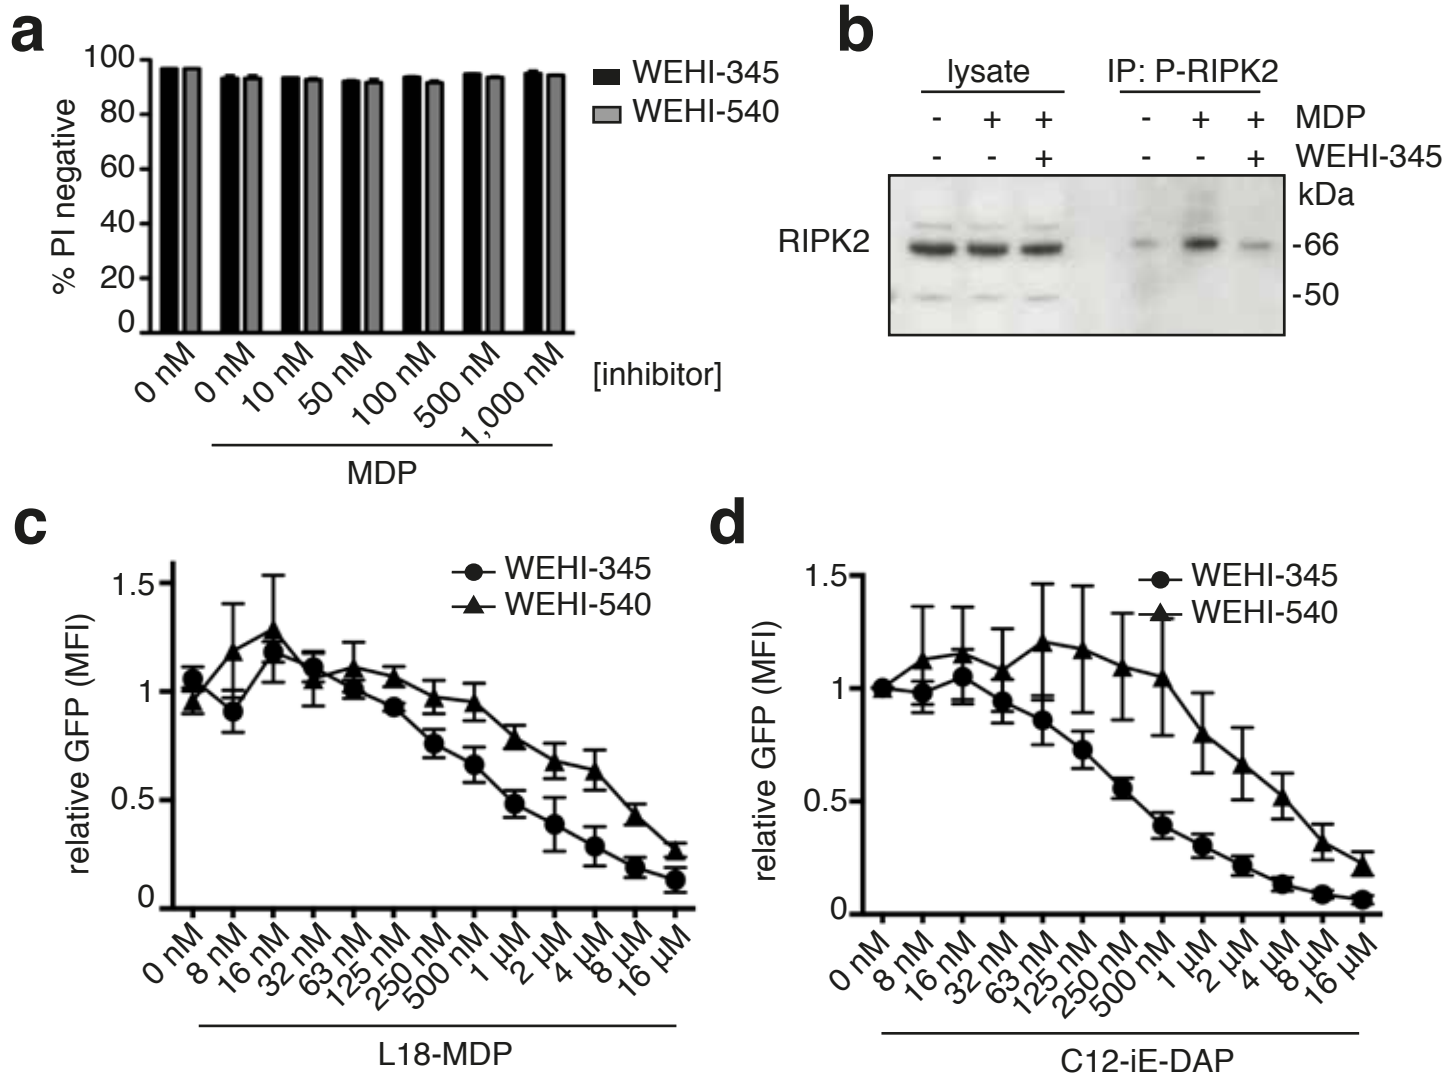 a
100
80
60
40
20
0
% PI negative
WEHI-345
WEHI-540
0 nM
0 nM
10 nM
50 nM
100 nM
500 nM
1,000 nM
[inhibitor]
MDP
b
lysate IP: P-RIPK2
- + + - + + MDP
- - + - - + WEHI-345
kDa
RIPK2
-66
-50
c
WEHI-345
WEHI-540
1.5
1
0.5
0
relative GFP (MFI)
0 nM
8 nM
16 nM
32 nM
63 nM
125 nM
250 nM
500 nM
1 µM
2 µM
4 µM
8 µM
16 µM
L18-MDP
d
WEHI-345
WEHI-540
1.5
1
0.5
0
relative GFP (MFI)
0 nM
8 nM
16 nM
32 nM
63 nM
125 nM
250 nM
500 nM
1 µM
2 µM
4 µM
8 µM
16 µM
C12-iE-DAP